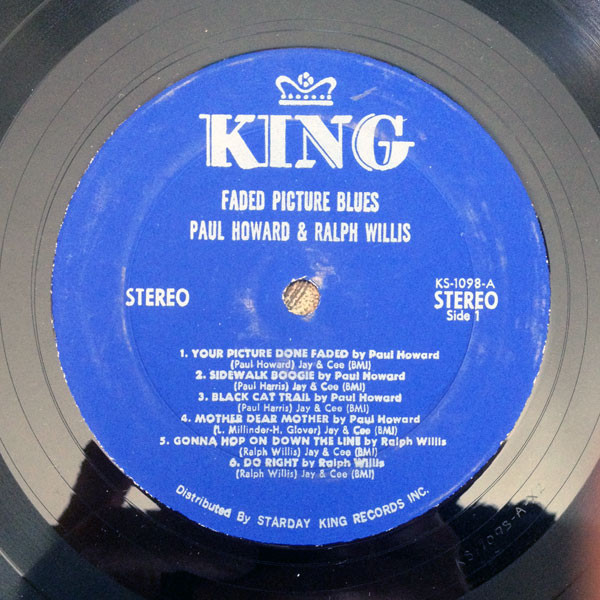 K
KING
FADED PICTURE BLUES
PAUL HOWARD & RALPH WILLIS
STEREO
KS-1098-A
STEREO
Side 1
1. YOUR PICTURE DONE FADED by Paul Howard
(Paul Howard) Jay & Cee (BMI)
2. SIDEWALK BOOGIE by Paul Howard
(Paul Harris) Jay & Cee (BMI)
3. BLACK CAT TRAIL by Paul Howard
(Paul Harris) Jay & Cee (BMI)
4. MOTHER DEAR MOTHER by Paul Howard
(L. Millinder-H. Glover) Jay & Cee (BMI)
5. GONNA HOP ON DOWN THE LINE by Ralph Willis
(Ralph Willis) Jay & Cee (BMI)
6. DO RIGHT by Ralph Willis
(Ralph Willis) Jay & Cee (BMI)
Distributed By STARDAY KING RECORDS INC.